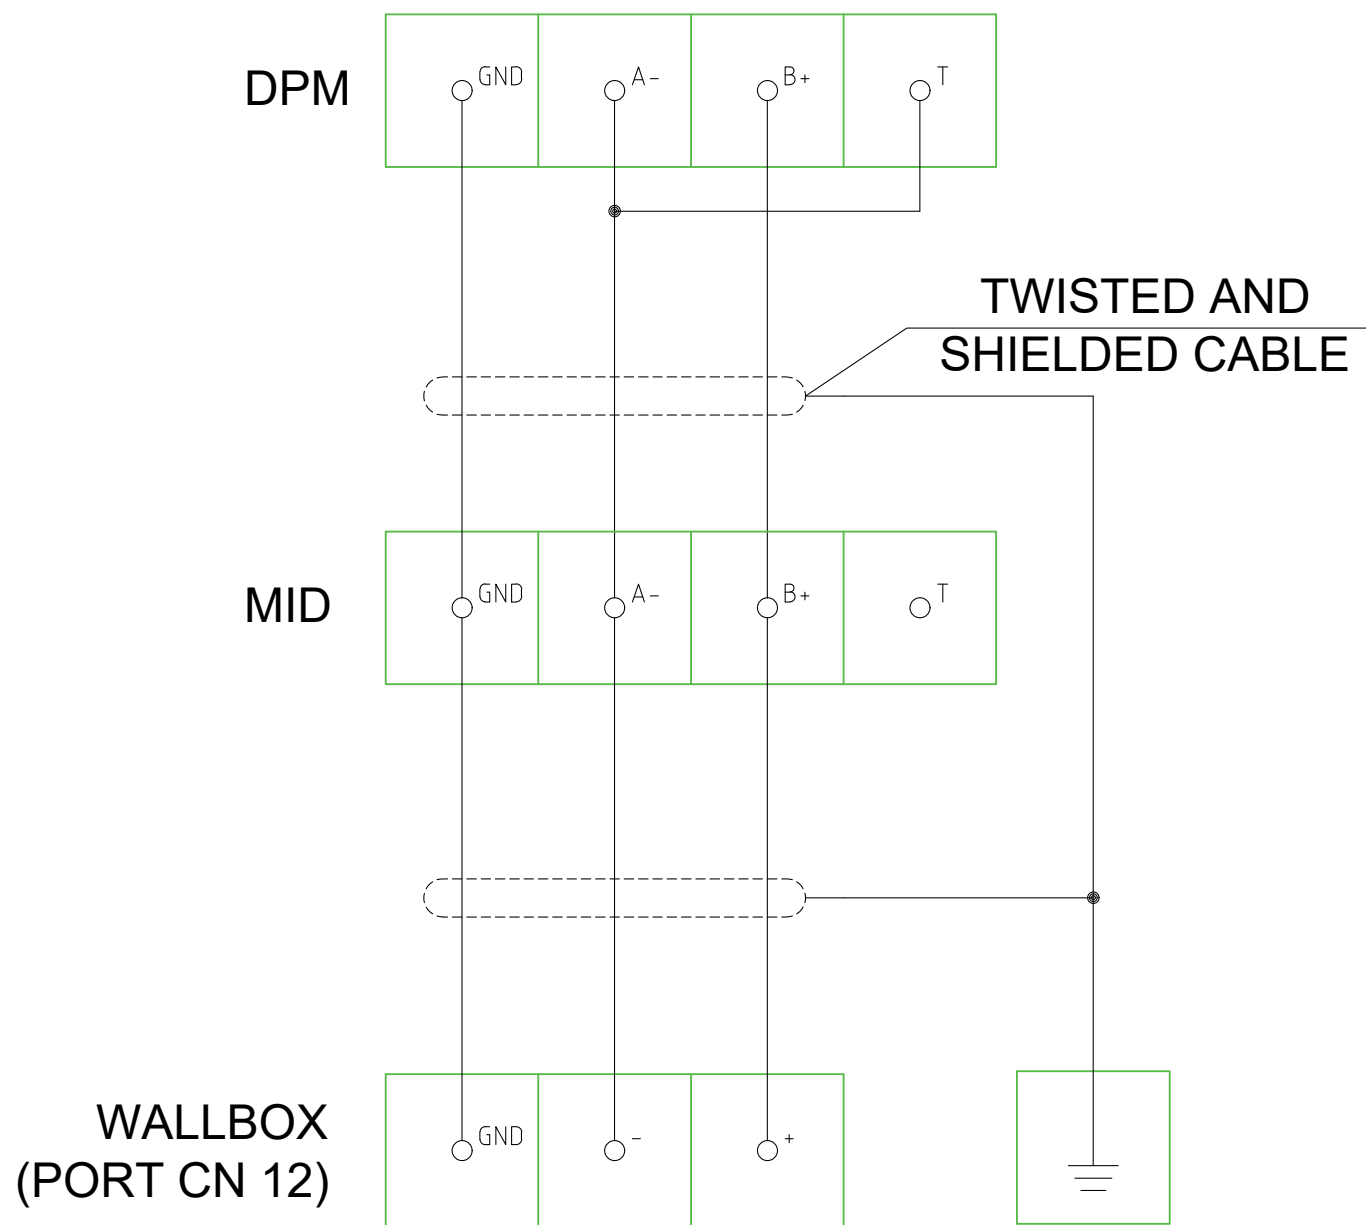 DPM
GND A- B+ T
TWISTED AND
SHIELDED CABLE
MID
GND A- B+ T
WALLBOX
(PORT CN 12)
GND - +